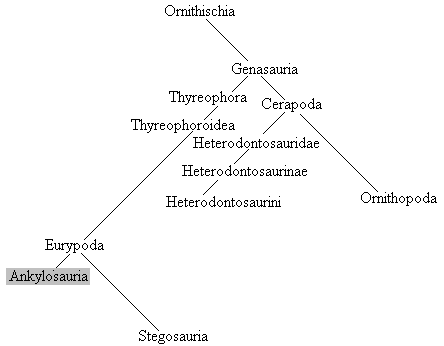 Ornithischia
Genasauria
Thyreophora
Cerapoda
Thyreophoroidea
Heterodontosauridae
Heterodontosaurinae
Heterodontosaurini
Ornithopoda
Eurypoda
Ankylosauria
Stegosauria